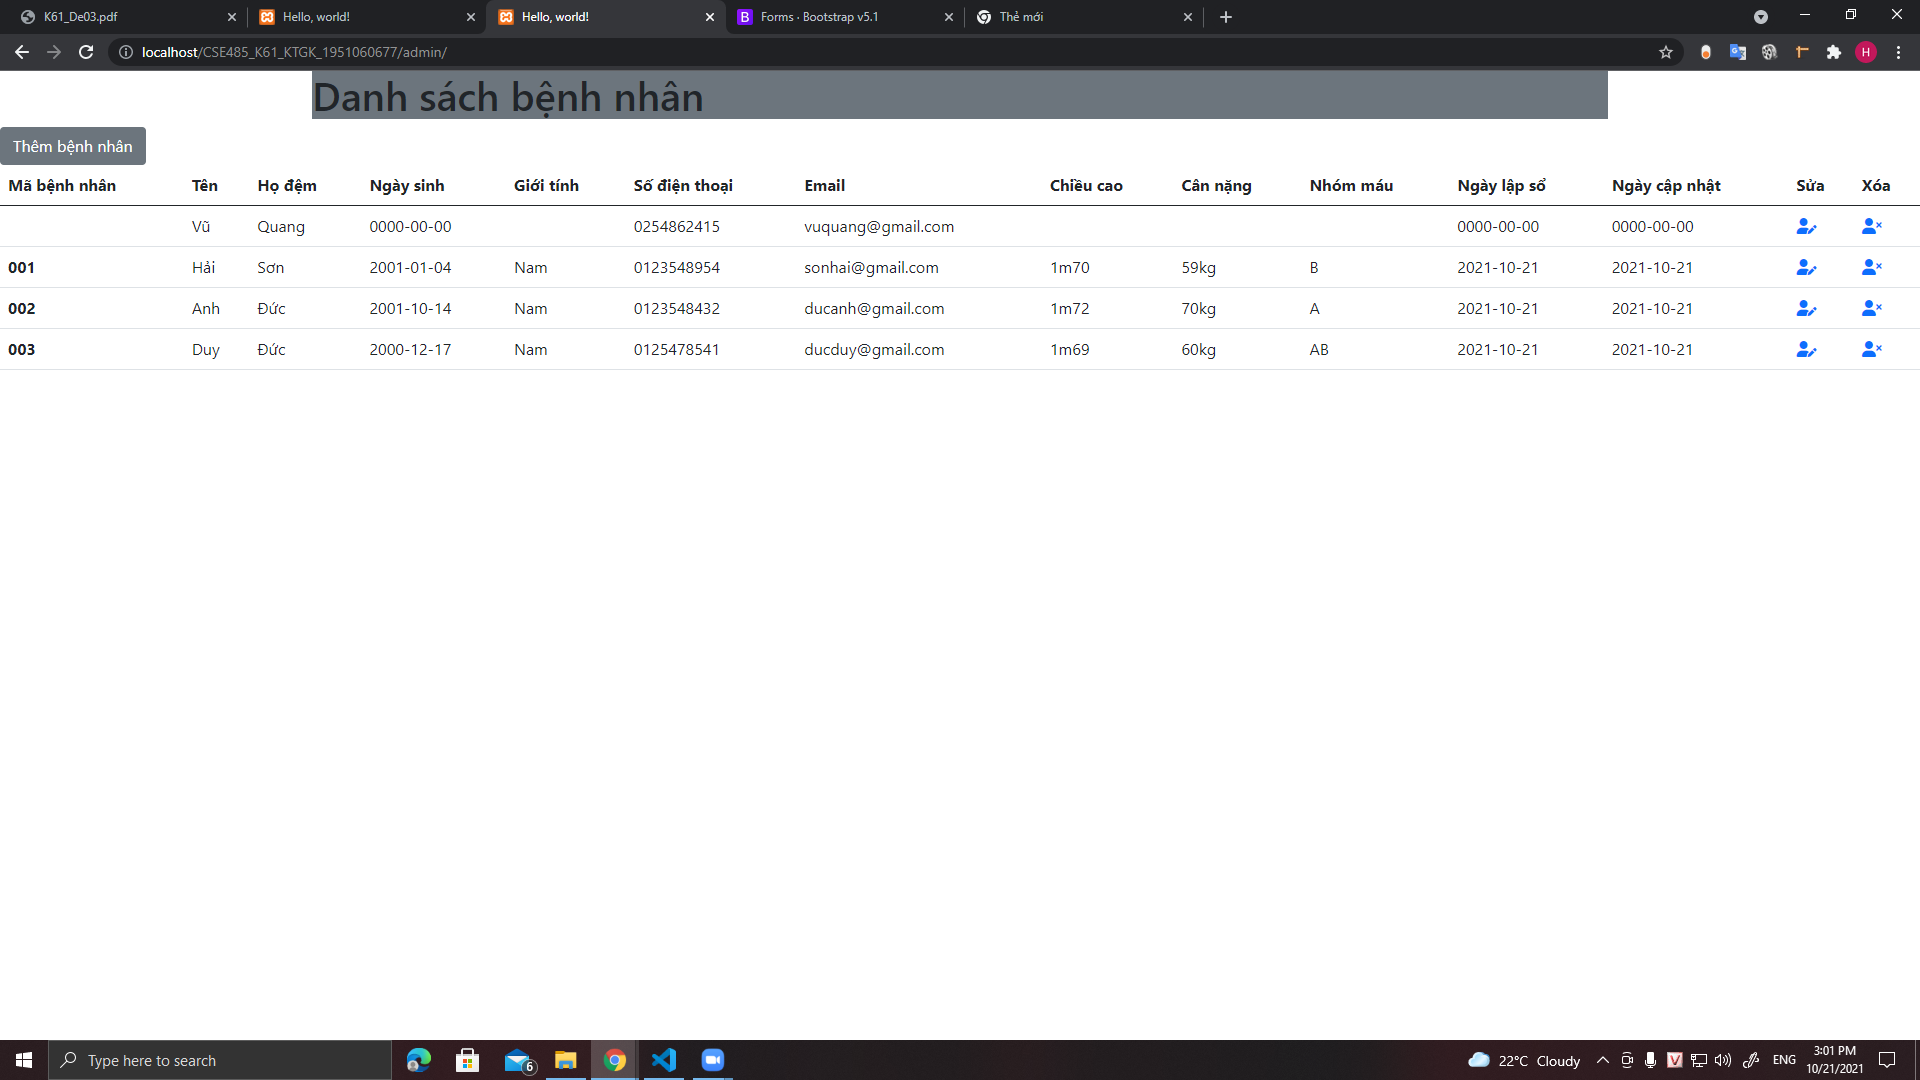 K61_De03.pdf
Hello, world!
Hello, world!
B Forms · Bootstrap v5.1
Thẻ mới
localhost/CSE485_K61_KTGK_1951060677/admin/
H
Danh sách bệnh nhân
Thêm bệnh nhân
Mã bệnh nhân Tên Họ đệm Ngày sinh Giới tính Số điện thoại Email Chiều cao Cân nặng Nhóm máu Ngày lập sổ Ngày cập nhật Sửa Xóa
Vũ Quang 0000-00-00 0254862415 vuquang@gmail.com 0000-00-00 0000-00-00
001 Hải Sơn 2001-01-04 Nam 0123548954 sonhai@gmail.com 1m70 59kg B 2021-10-21 2021-10-21
002 Anh Đức 2001-10-14 Nam 0123548432 ducanh@gmail.com 1m72 70kg A 2021-10-21 2021-10-21
003 Duy Đức 2000-12-17 Nam 0125478541 ducduy@gmail.com 1m69 60kg AB 2021-10-21 2021-10-21
Type here to search
6
22°C Cloudy
V
ENG
3:01 PM
10/21/2021